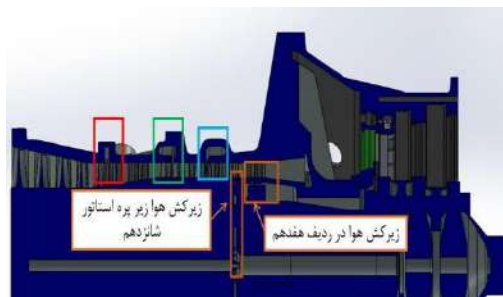 زیرکش هوا زیر پره استاتور
شانزدهم
زیرکش هوا در ردیف هفدهم